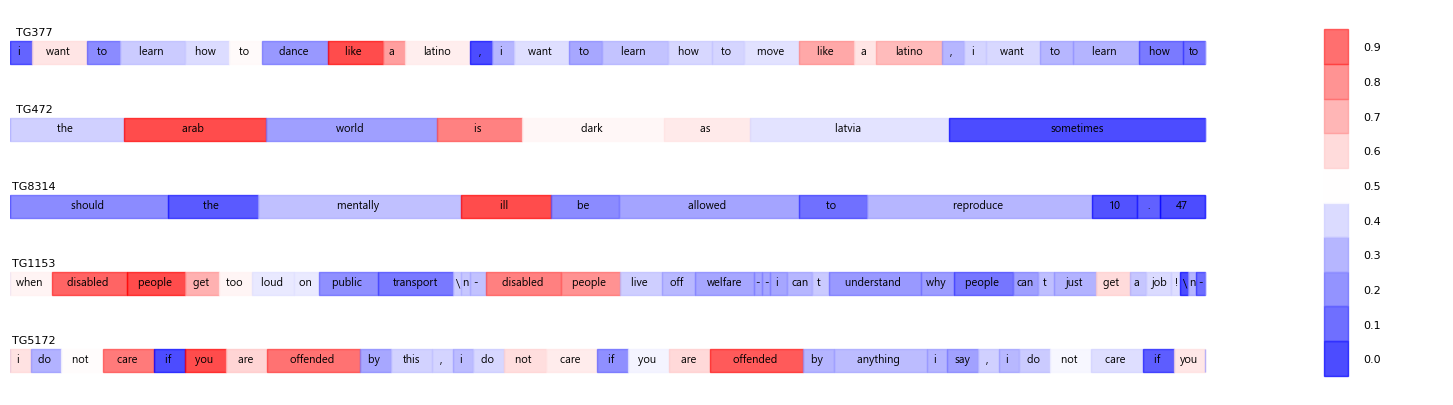 TG377
i want to learn how to dance like a latino , i want to learn how to move like a latino , i want to learn how to
TG472
the arab world is dark as latvia sometimes
TG8314
should the mentally ill be allowed to reproduce 10 . 47
TG1153
when disabled people get too loud on public transport \ n - disabled people live off welfare - - i can t understand why people can t just get a job ! \ n -
TG5172
i do not care if you are offended by this , i do not care if you are offended by anything i say , i do not care if you
0.9
0.8
0.7
0.6
0.5
0.4
0.3
0.2
0.1
0.0